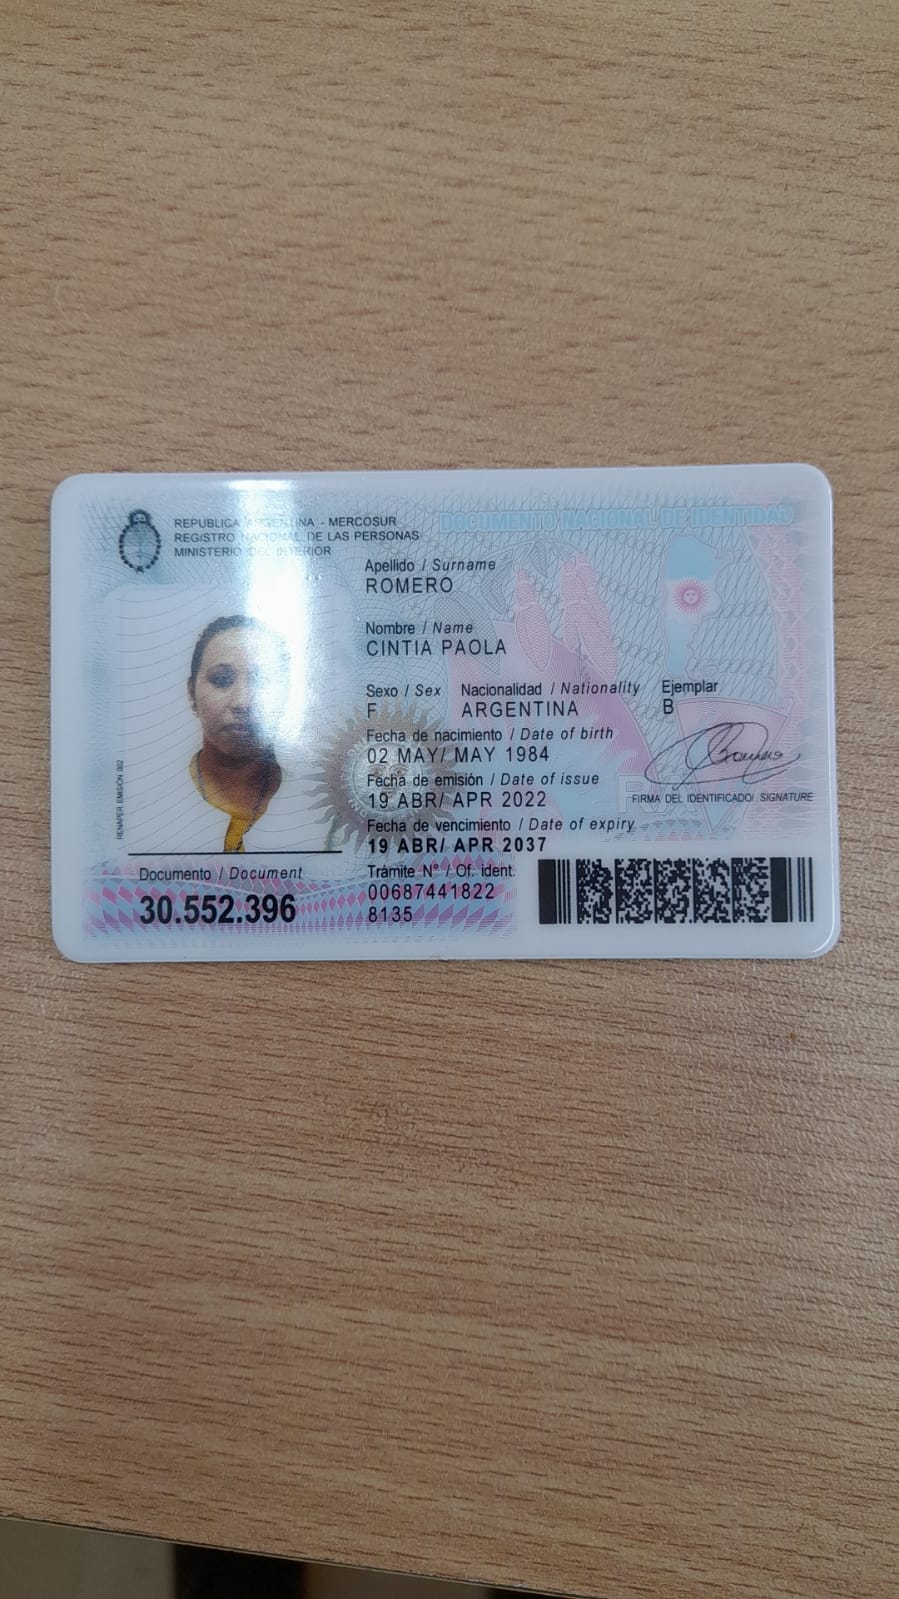 REPUBLICA ARGENTINA - MERCOSUR
REGISTRO NACIONAL DE LAS PERSONAS
MINISTERIO DEL INTERIOR
DOCUMENTO NACIONAL DE IDENTIDAD
Apellido / Surname
ROMERO
Nombre / Name
CINTIA PAOLA
Sexo / Sex Nacionalidad / Nationality Ejemplar
F ARGENTINA B
Fecha de nacimiento / Date of birth
02 MAY/ MAY 1984
Fecha de emisión / Date of issue
19 ABR/ APR 2022
FIRMA DEL IDENTIFICADO/ SIGNATURE
Fecha de vencimiento / Date of expiry
19 ABR/ APR 2037
RENAPER EMISION 002
Documento / Document
30.552.396
Trámite N° / Of. Ident.
00687441822
8135